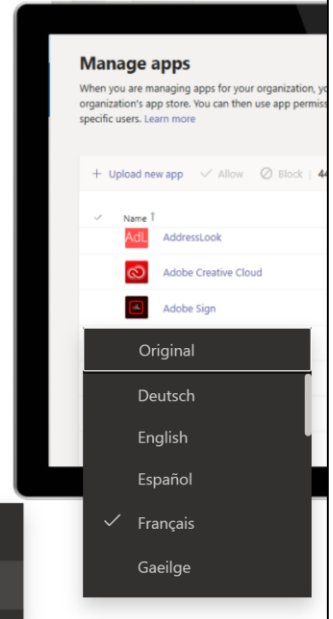 Manage apps
When you are managing apps for your organization,
organization's app store. You can then use app
specific users. Learn more
+ Upload new app Allow Block | 44
Name ↑
AdL AddressLook
Adobe Creative Cloud
Adobe Sign
Original
Deutsch
English
Español
Français
Gaeilge